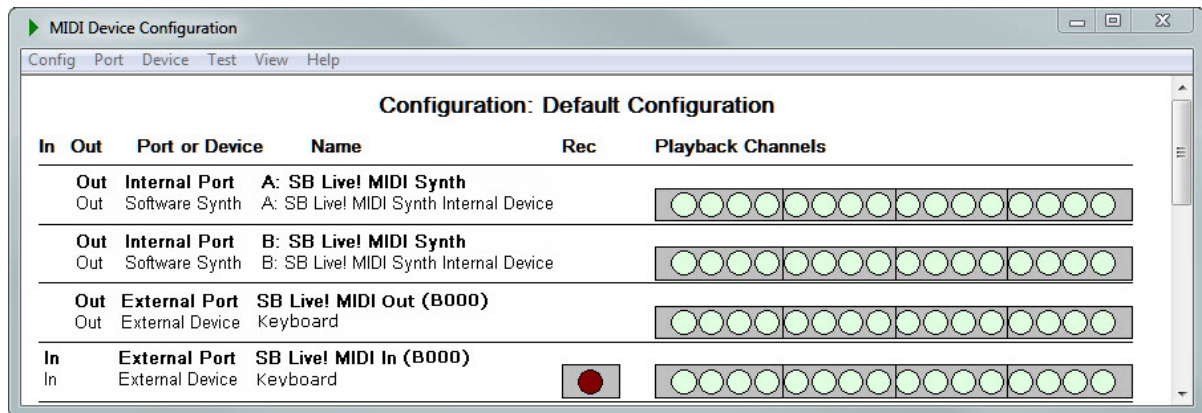 MIDI Device Configuration
Config Port Device Test View Help
Configuration: Default Configuration
In Out Port or Device Name Rec Playback Channels
Out Internal Port A: SB Live! MIDI Synth
Out Software Synth A: SB Live! MIDI Synth Internal Device
Out Internal Port B: SB Live! MIDI Synth
Out Software Synth B: SB Live! MIDI Synth Internal Device
Out External Port SB Live! MIDI Out (B000)
Out External Device Keyboard
In External Port SB Live! MIDI In (B000)
In External Device Keyboard